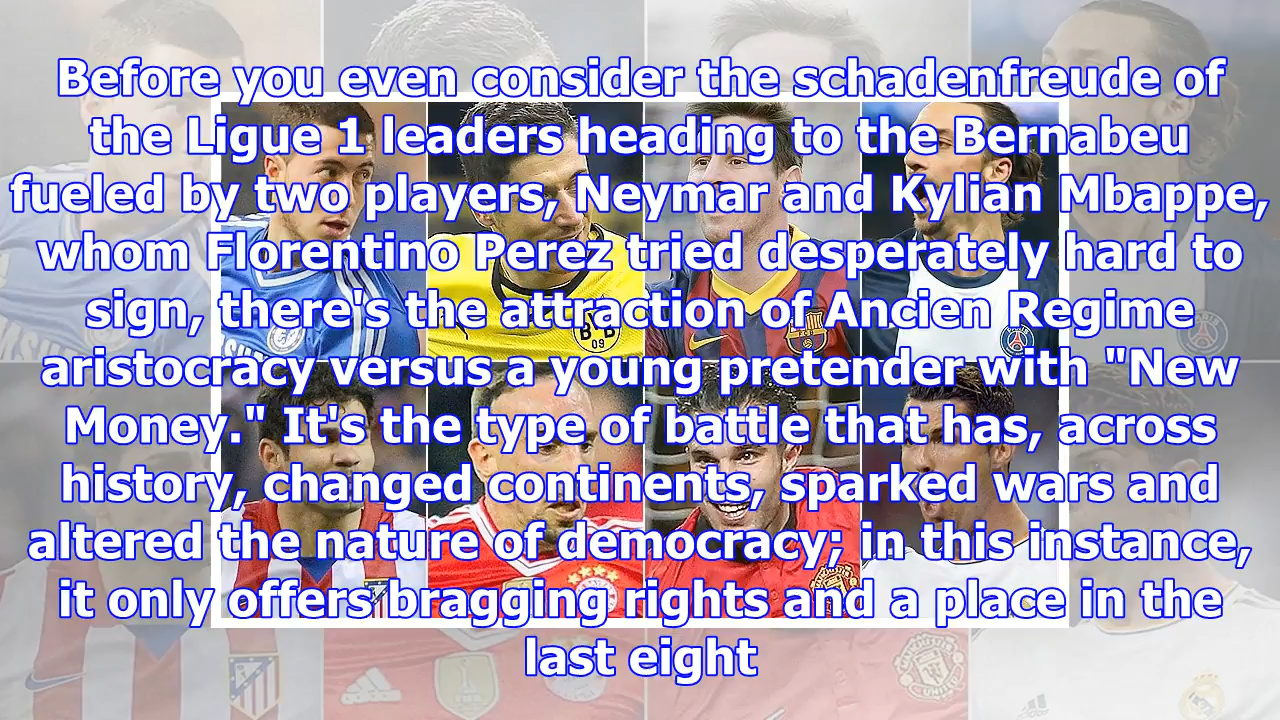 Before you even consider the schadenfreude of
the Ligue 1 leaders heading to the Bernabeu
fueled by two players, Neymar and Kylian Mbappe,
whom Florentino Perez tried desperately hard to
sign, there's the attraction of Ancien Regime
aristocracy versus a young pretender with "New
Money." It's the type of battle that has, across
history, changed continents, sparked wars and
altered the nature of democracy; in this instance,
it only offers bragging rights and a place in the
last eight